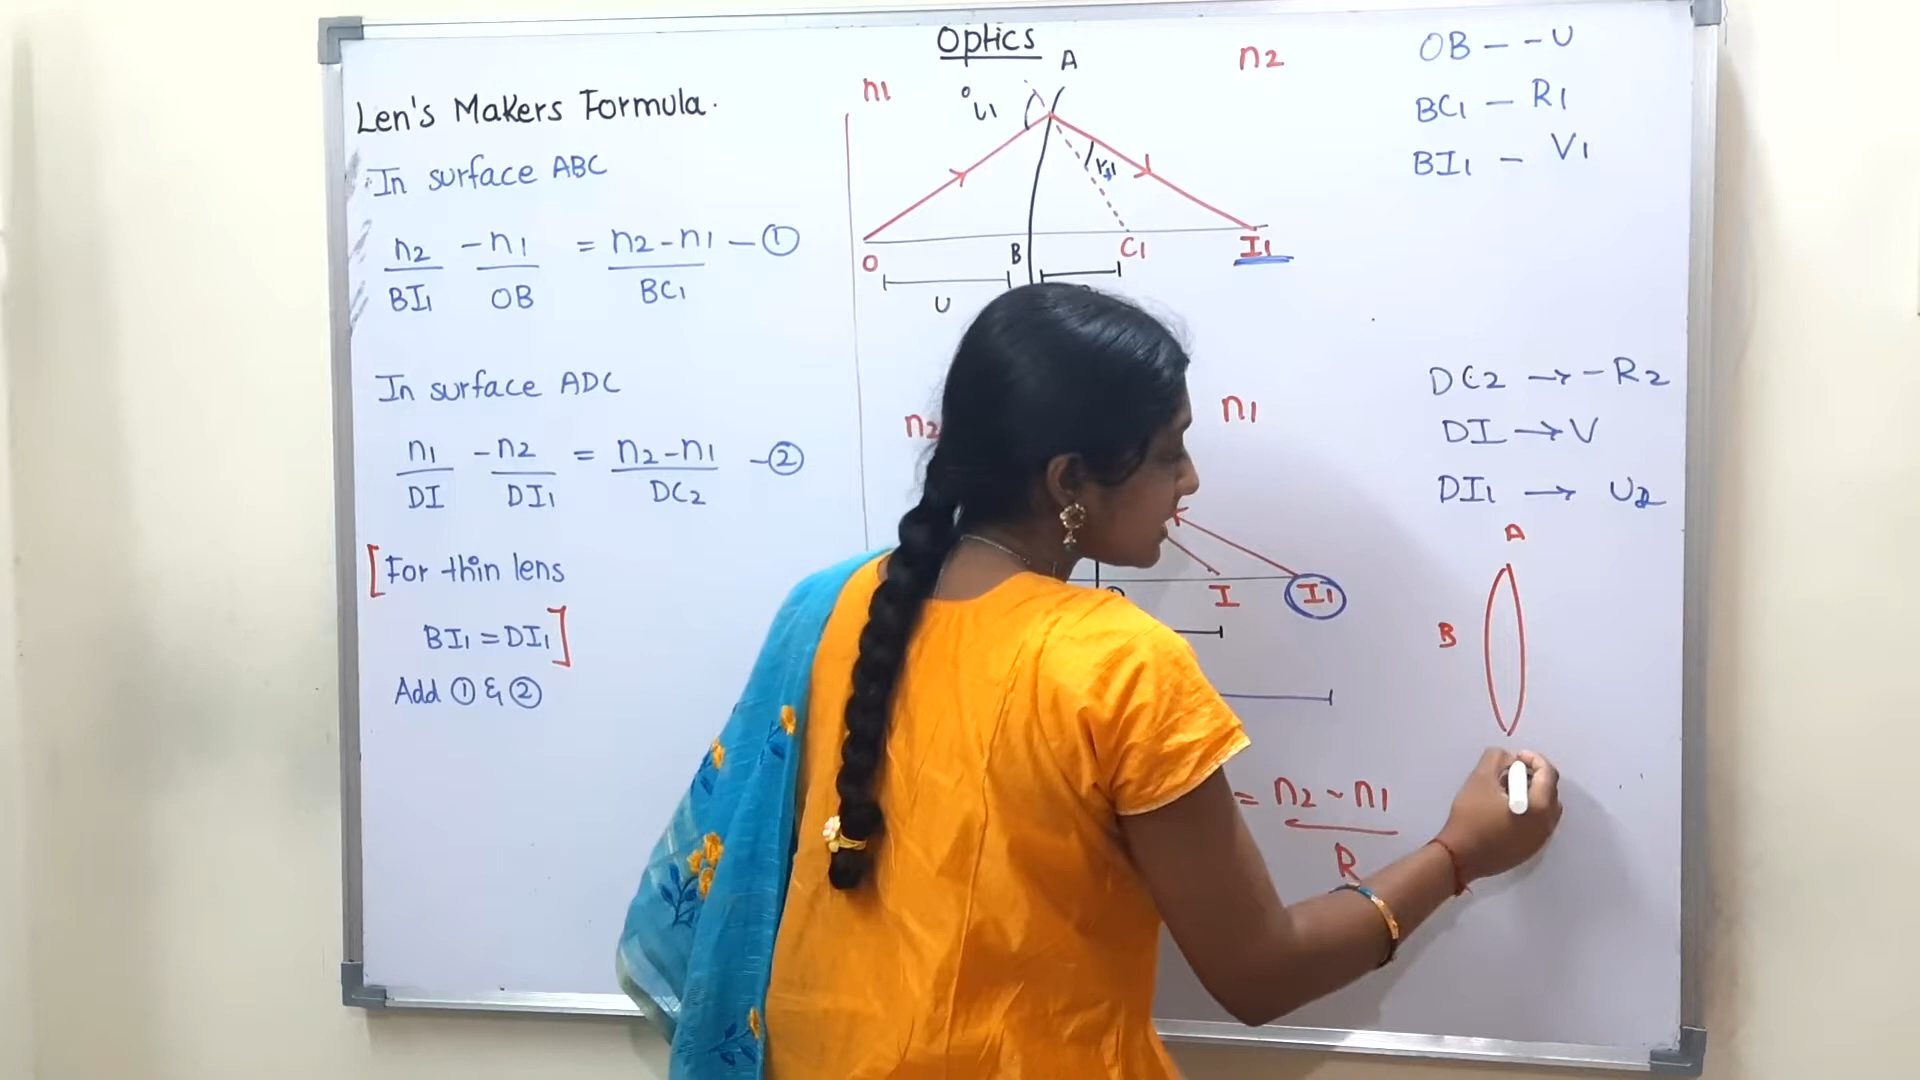 Optics
Len's Makers Formula.
In surface ABC
n2/BI1 - n1/OB = n2-n1/BC1 - ①
In surface ADC
n1/DI - n2/DI1 = n2-n1/DC2 - ②
[For thin lens
BI1 = DI1]
Add ① & ②
n1
i1
A
n2
r1
O
B
C1
I1
U
n2
n1
I
I1
= n2 - n1/R
OB - -U
BC1 - R1
BI1 - V1
DC2 → -R2
DI → V
DI1 →
A
B